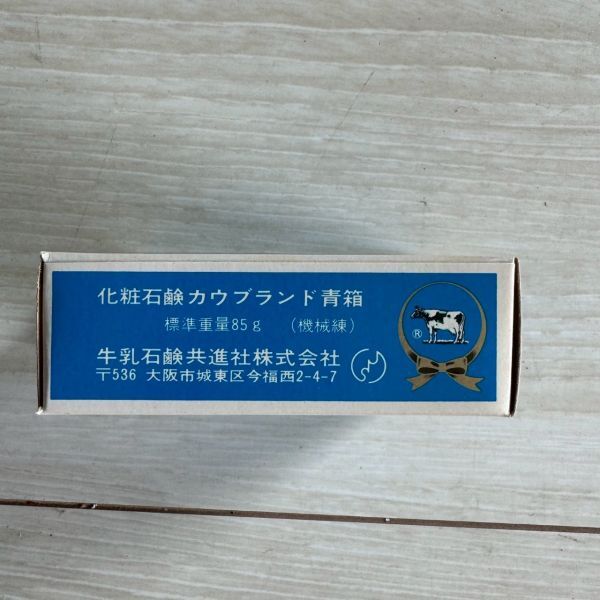 化粧石鹸カウブランド青箱
標準重量85g （機械練）
牛乳石鹸共進社株式会社
〒536 大阪市城東区今福西2-4-7
®